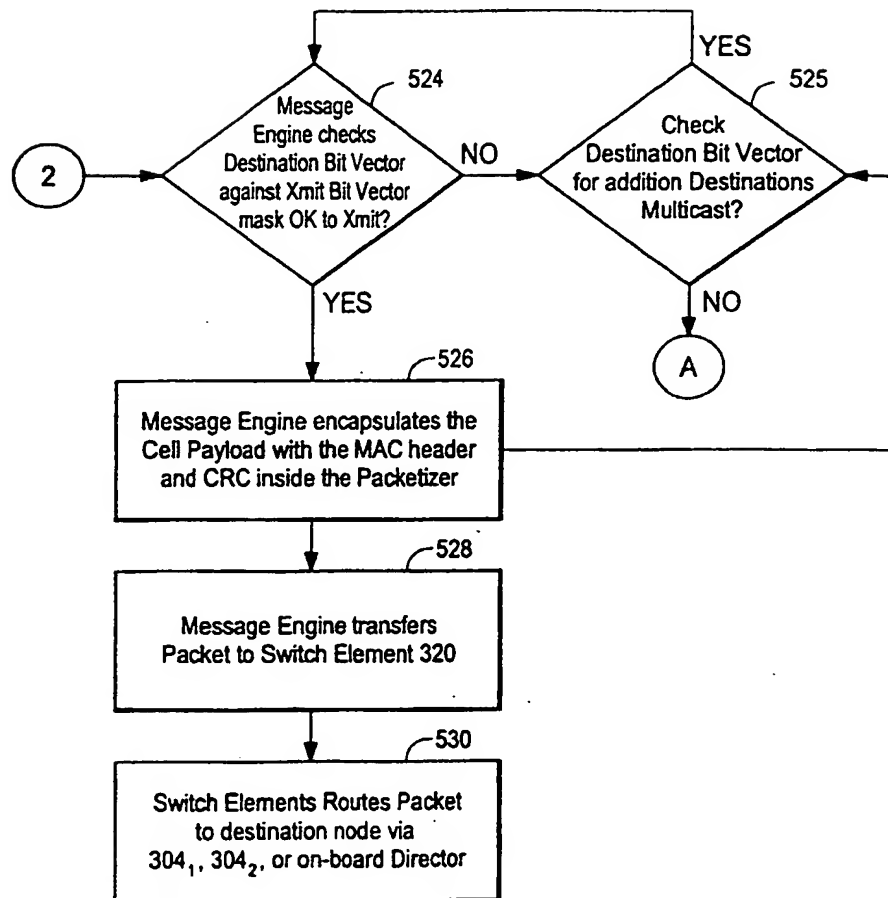 YES
524
525
Message
Engine checks
Destination Bit Vector
against Xmit Bit Vector
mask OK to Xmit?
NO
Check
Destination Bit Vector
for addition Destinations
Multicast?
2
YES
NO
A
526
Message Engine encapsulates the
Cell Payload with the MAC header
and CRC inside the Packetizer
528
Message Engine transfers
Packet to Switch Element 320
530
Switch Elements Routes Packet
to destination node via
304₁, 304₂, or on-board Director